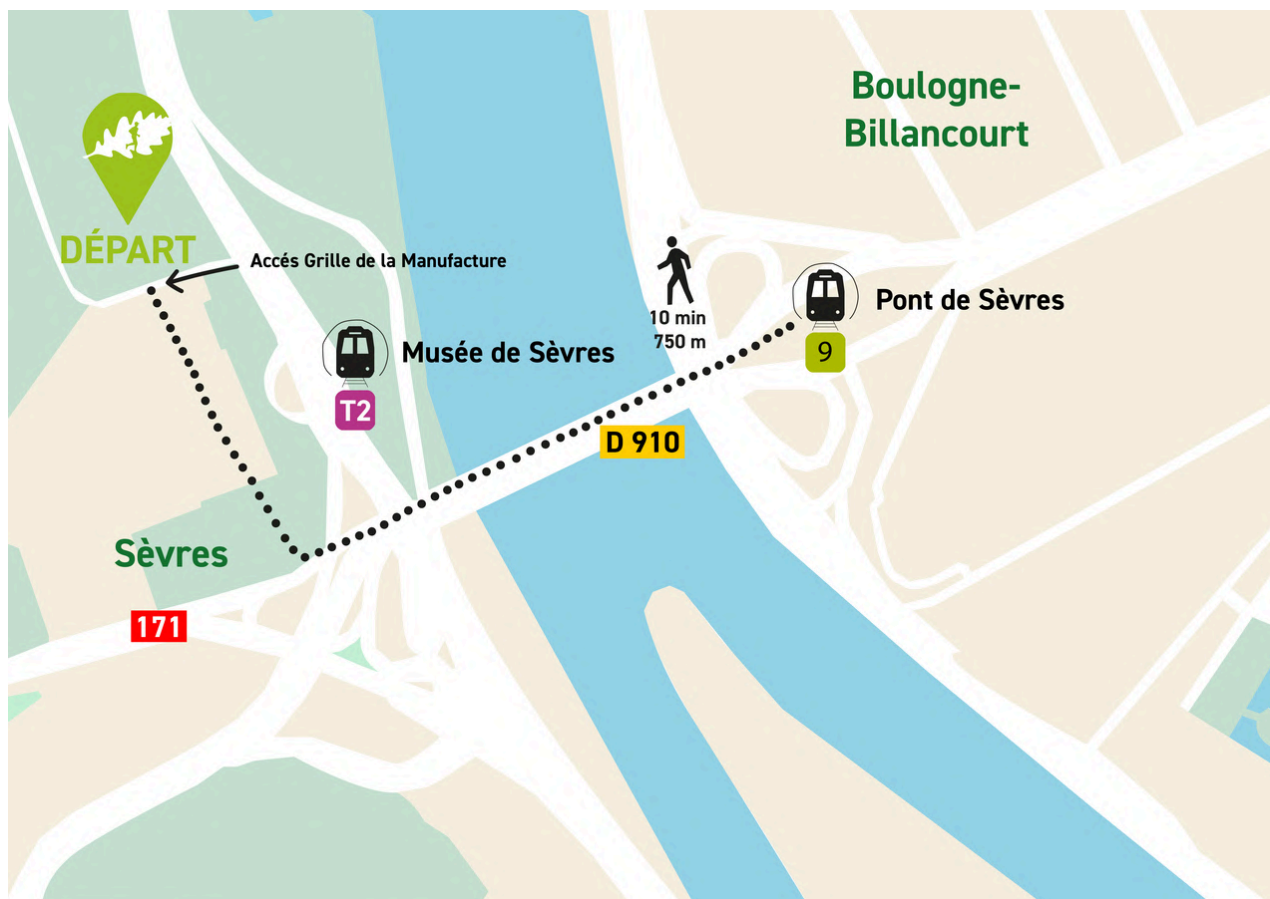 Boulogne-
Billancourt
DÉPART
Accés Grille de la Manufacture
Pont de Sèvres
9
10 min
750 m
Musée de Sèvres
T2
D 910
Sèvres
171